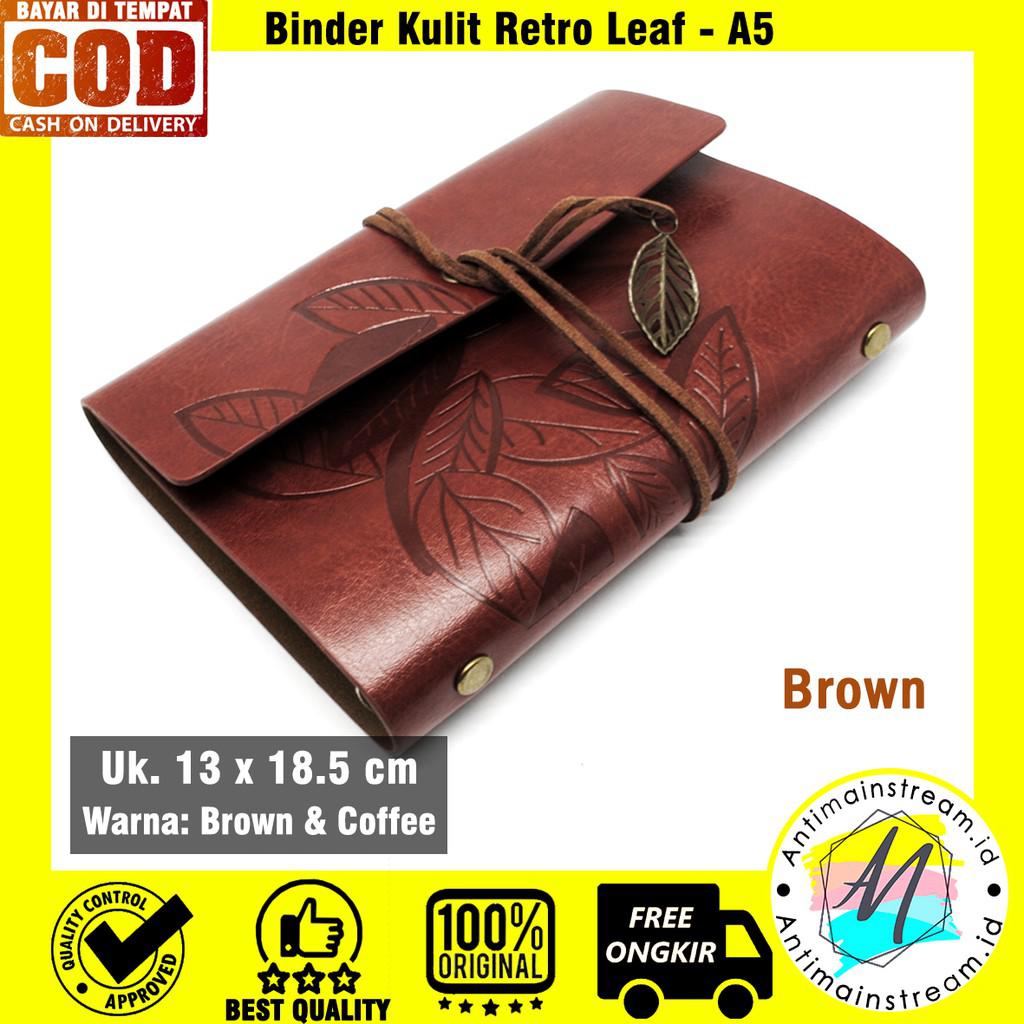 BAYAR DI TEMPAT
COD
CASH ON DELIVERY
Binder Kulit Retro Leaf - A5
Brown
Uk. 13 x 18.5 cm
Warna: Brown & Coffee
QUALITY CONTROL
APPROVED
BEST QUALITY
100%
ORIGINAL
FREE
ONGKIR
Antimainstream.id
AM
Antimainstream.id